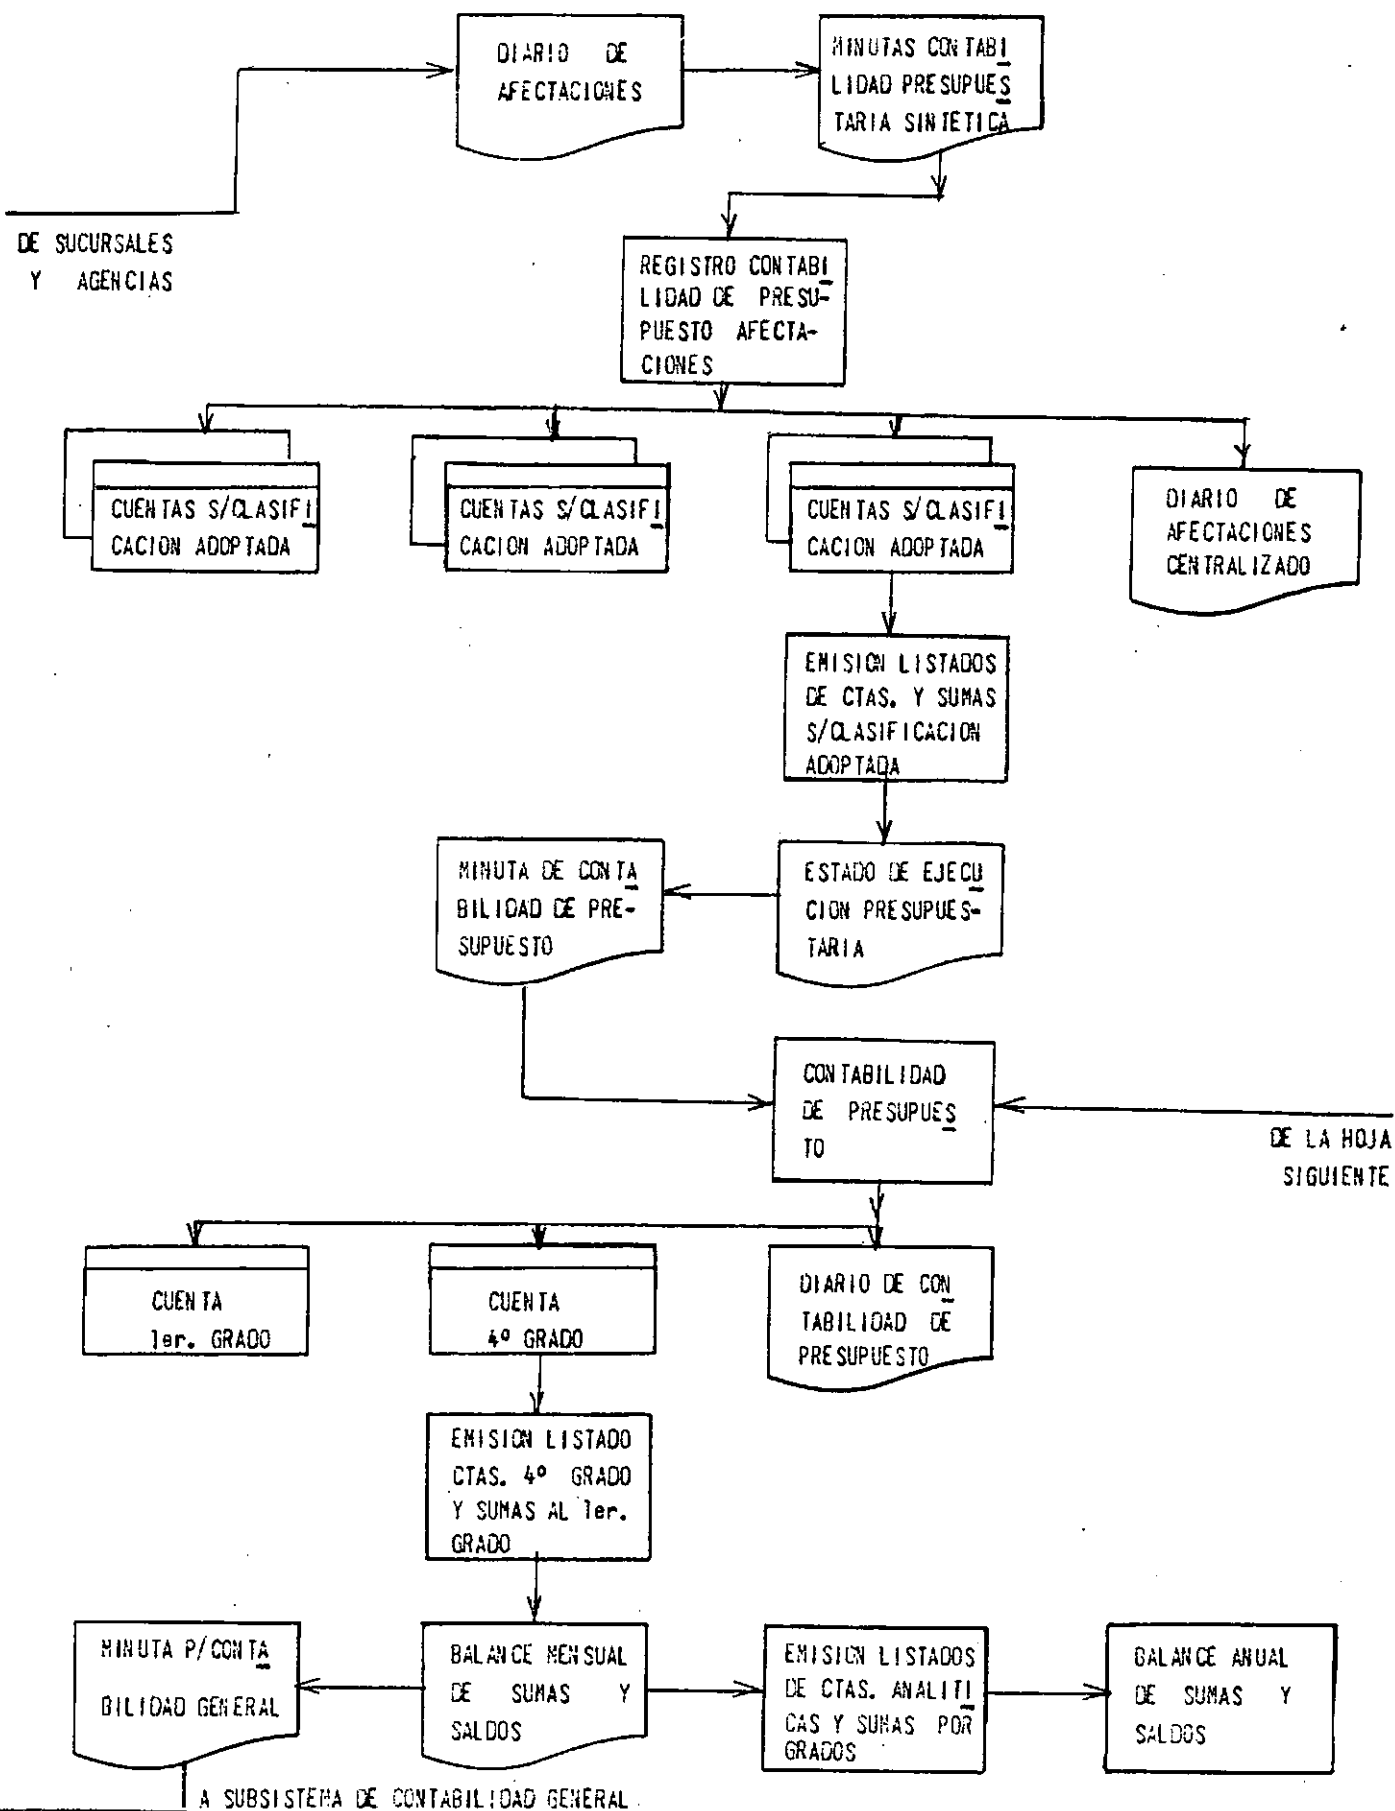 DIARIO DE
AFECTACIONES
MINUTAS CONTABI
LIDAD PRESUPUES
TARIA SINTETICA
DE SUCURSALES
Y AGENCIAS
REGISTRO CONTABI
LIDAD DE PRESU-
PUESTO AFECTA-
CIONES
CUENTAS S/CLASIFI
CACION ADOPTADA
CUENTAS S/CLASIFI
CACION ADOPTADA
CUENTAS S/CLASIFI
CACION ADOPTADA
DIARIO DE
AFECTACIONES
CENTRALIZADO
EMISION LISTADOS
DE CTAS. Y SUMAS
S/CLASIFICACION
ADOPTADA
MINUTA DE CONTA
BILIDAD DE PRE-
SUPUESTO
ESTADO DE EJECU
CION PRESUPUES-
TARIA
CONTABILIDAD
DE PRESUPUES
TO
DE LA HOJA
SIGUIENTE
CUENTA
1er. GRADO
CUENTA
4º GRADO
DIARIO DE CON
TABILIDAD DE
PRESUPUESTO
EMISION LISTADO
CTAS. 4º GRADO
Y SUMAS AL 1er.
GRADO
MINUTA P/CONTA
BILIDAD GENERAL
BALANCE MENSUAL
DE SUMAS Y
SALDOS
EMISION LISTADOS
DE CTAS. ANALITI
CAS Y SUMAS POR
GRADOS
BALANCE ANUAL
DE SUMAS Y
SALDOS
A SUBSISTEMA DE CONTABILIDAD GENERAL